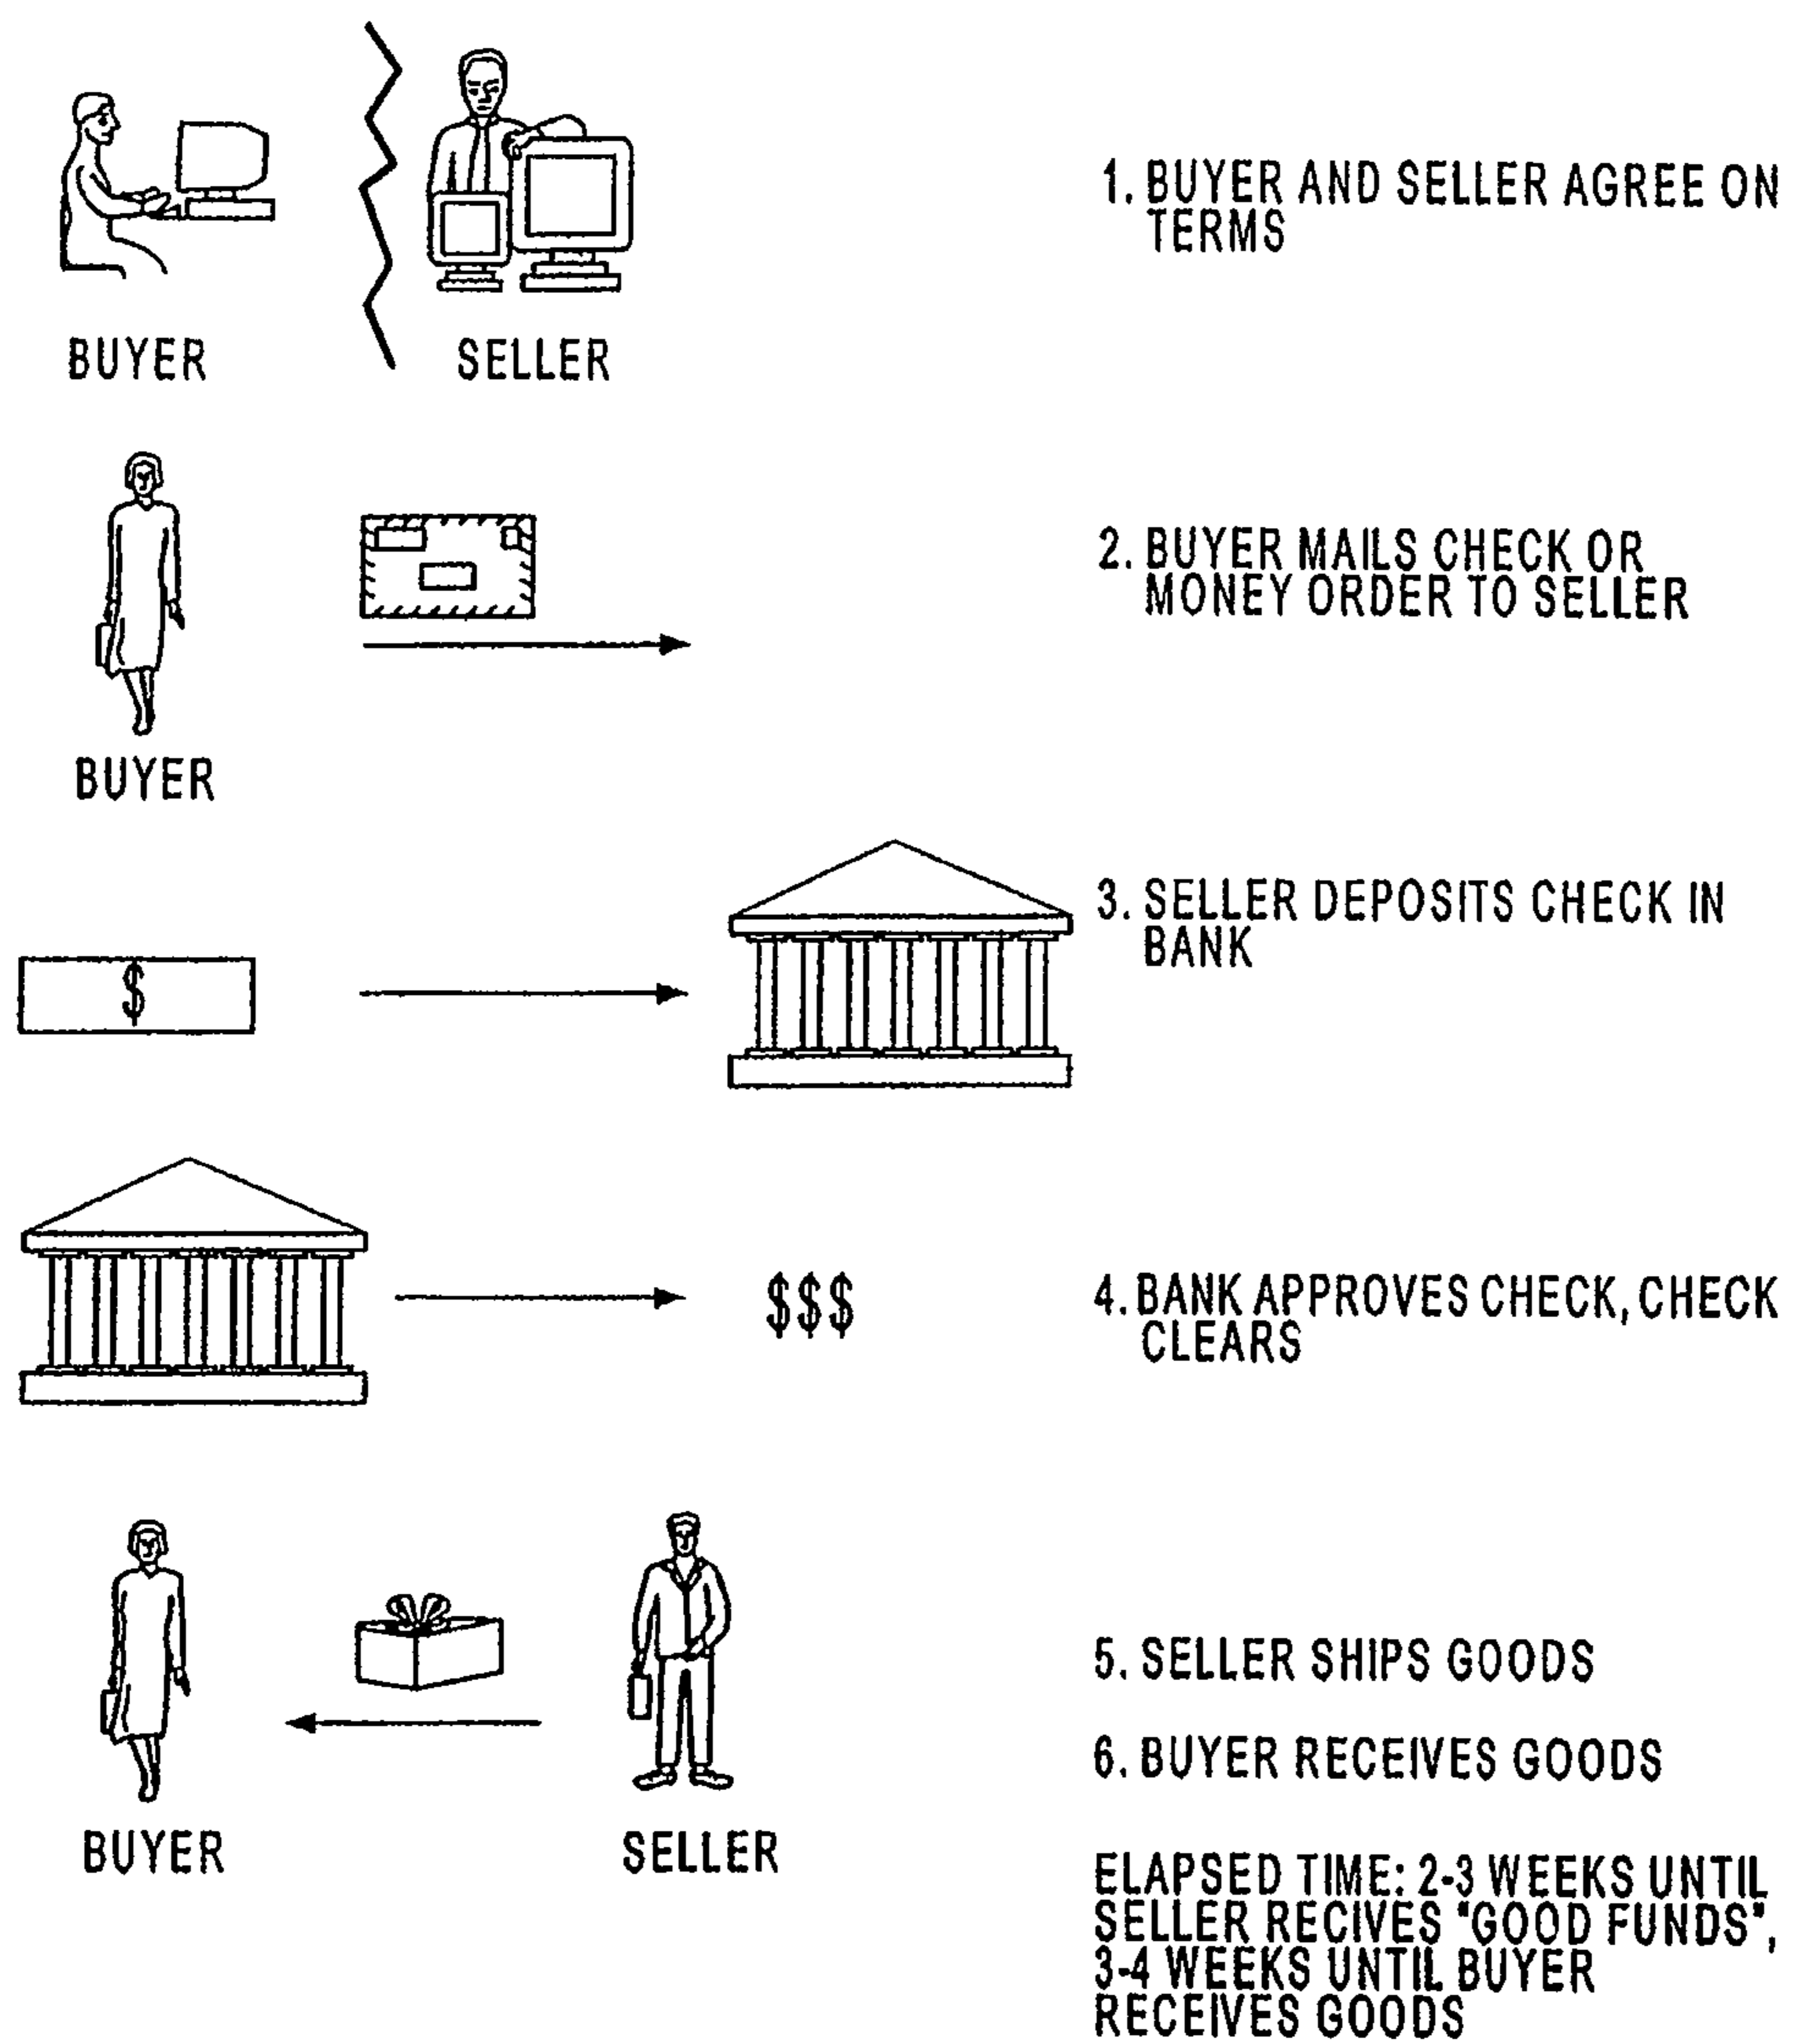 BUYER
SELLER
1. BUYER AND SELLER AGREE ON
TERMS
BUYER
2. BUYER MAILS CHECK OR
MONEY ORDER TO SELLER
$
3. SELLER DEPOSITS CHECK IN
BANK
$$$
4. BANK APPROVES CHECK, CHECK
CLEARS
BUYER
SELLER
5. SELLER SHIPS GOODS
6. BUYER RECEIVES GOODS
ELAPSED TIME: 2-3 WEEKS UNTIL
SELLER RECIVES "GOOD FUNDS",
3-4 WEEKS UNTIL BUYER
RECEIVES GOODS